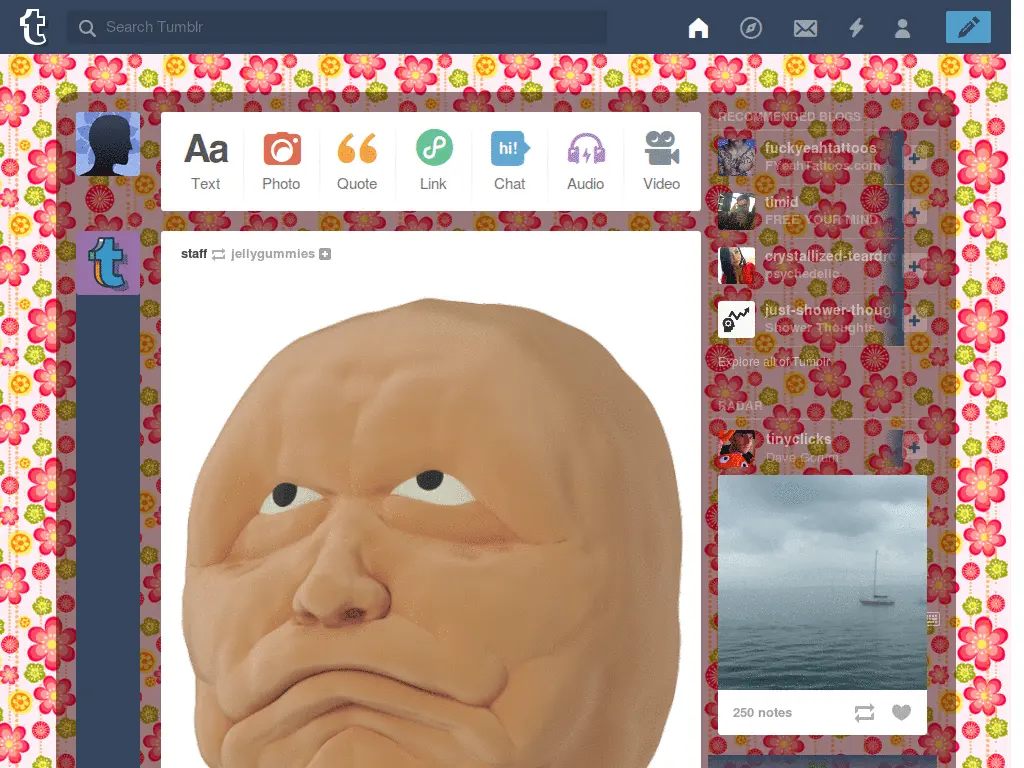 Search Tumblr
Aa
Text
Photo
Quote
Link
hi!
Chat
Audio
Video
staff jellygummies
RECOMMENDED BLOGS
fuckyeahtattoos
FYeahTattoos.com
timid
FREE YOUR MIND
crystallized-teardro
psychedelic
just-shower-thoug
Shower Thoughts
Explore all of Tumblr
RADAR
tinyclicks
Dave Gorum
250 notes